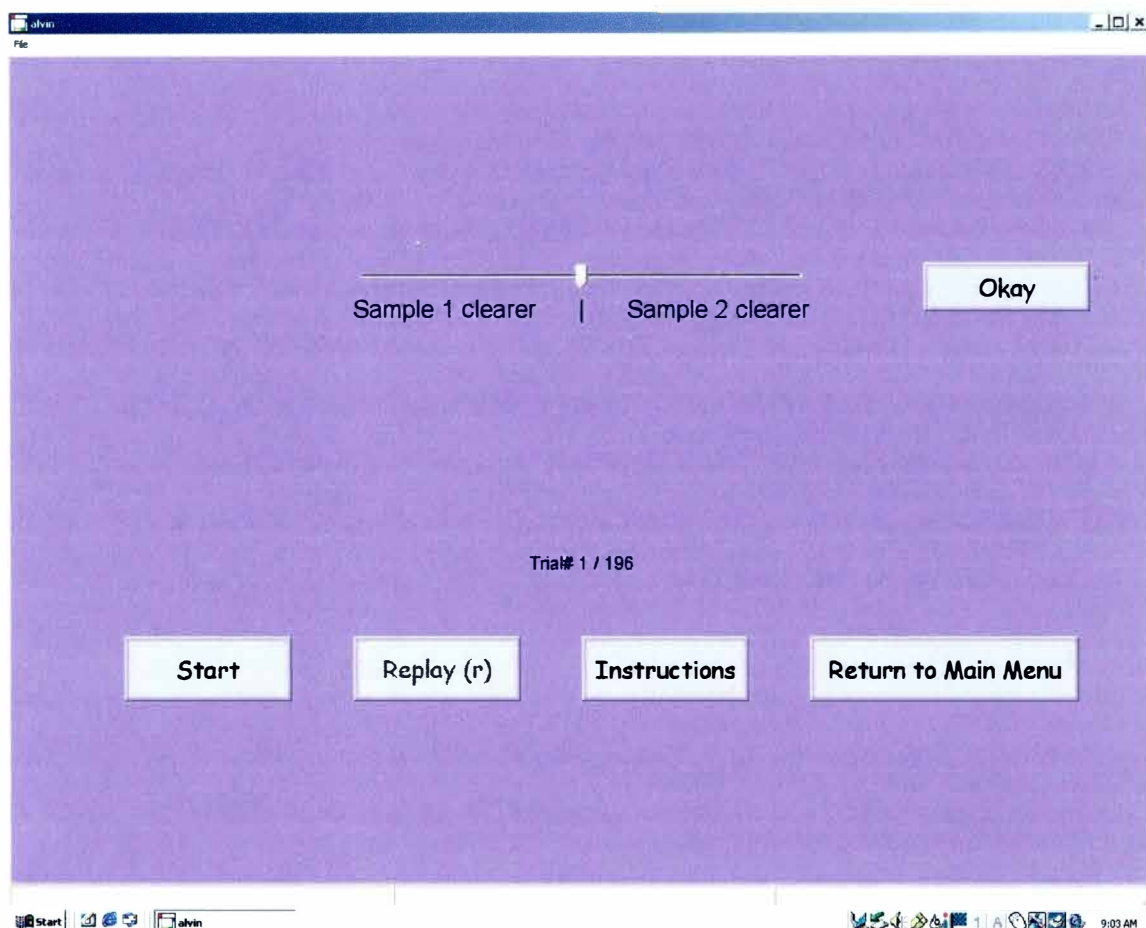 alvin
File
Okay
Sample 1 clearer | Sample 2 clearer
Trial# 1 / 196
Start Replay (r) Instructions Return to Main Menu
Start alvin 9:03 AM